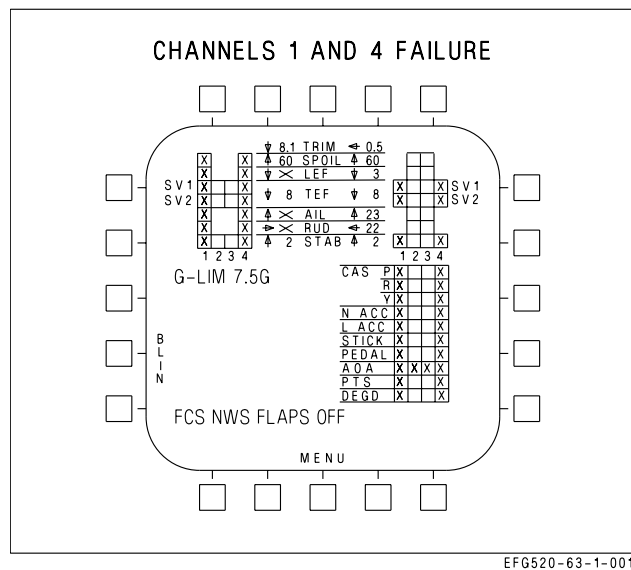 CHANNELS 1 AND 4 FAILURE
8.1 TRIM 0.5
X X 60 SPOIL 60
X X X LEF 3
SV1 X X 8 TEF 8 X X SV1
SV2 X X X X SV2
X X X AIL 23
X X X RUD 22
X X 2 STAB 2 X X
1 2 3 4 1 2 3 4
G-LIM 7.5G
CAS P X X
R X X
Y X X
N ACC X X
L ACC X X
STICK X X
PEDAL X X
AOA X X X X
PTS X X
DEGD X X
BLIN
FCS NWS FLAPS OFF
MENU
EFG520-63-1-001